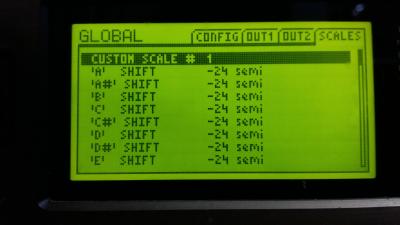 GLOBAL CONFIG OUT1 OUT2 SCALES
CUSTOM SCALE # 1
'A' SHIFT -24 semi
'A#' SHIFT -24 semi
'B' SHIFT -24 semi
'C' SHIFT -24 semi
'C#' SHIFT -24 semi
'D' SHIFT -24 semi
'D#' SHIFT -24 semi
'E' SHIFT -24 semi